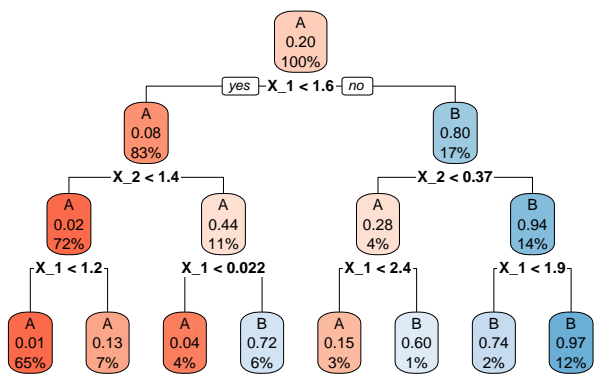 A
0.20
100%
yes X_1 < 1.6 no
A
0.08
83%
B
0.80
17%
X_2 < 1.4
X_2 < 0.37
A
0.02
72%
A
0.44
11%
A
0.28
4%
B
0.94
14%
X_1 < 1.2
X_1 < 0.022
X_1 < 2.4
X_1 < 1.9
A
0.01
65%
A
0.13
7%
A
0.04
4%
B
0.72
6%
A
0.15
3%
B
0.60
1%
B
0.74
2%
B
0.97
12%